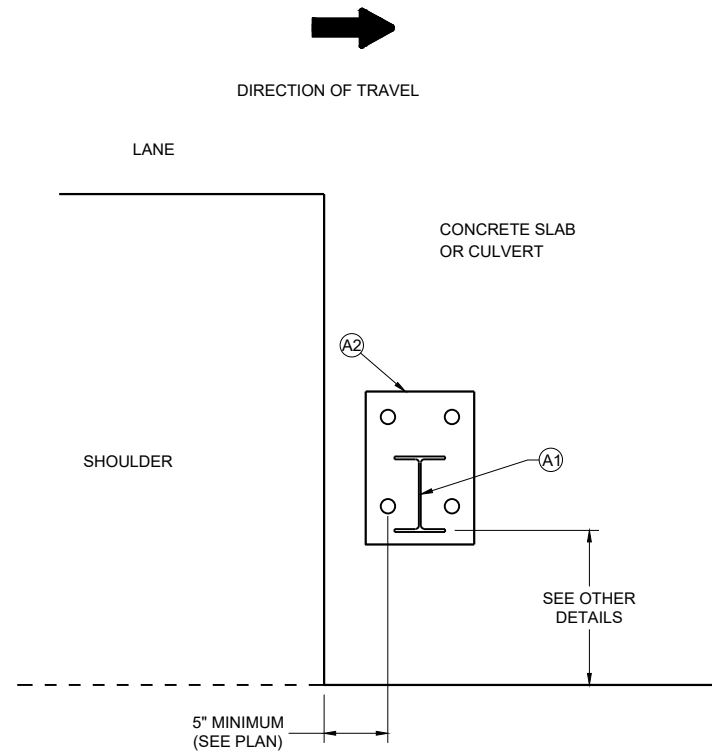 DIRECTION OF TRAVEL
LANE
CONCRETE SLAB
OR CULVERT
A2
SHOULDER
A1
SEE OTHER
DETAILS
5" MINIMUM
(SEE PLAN)